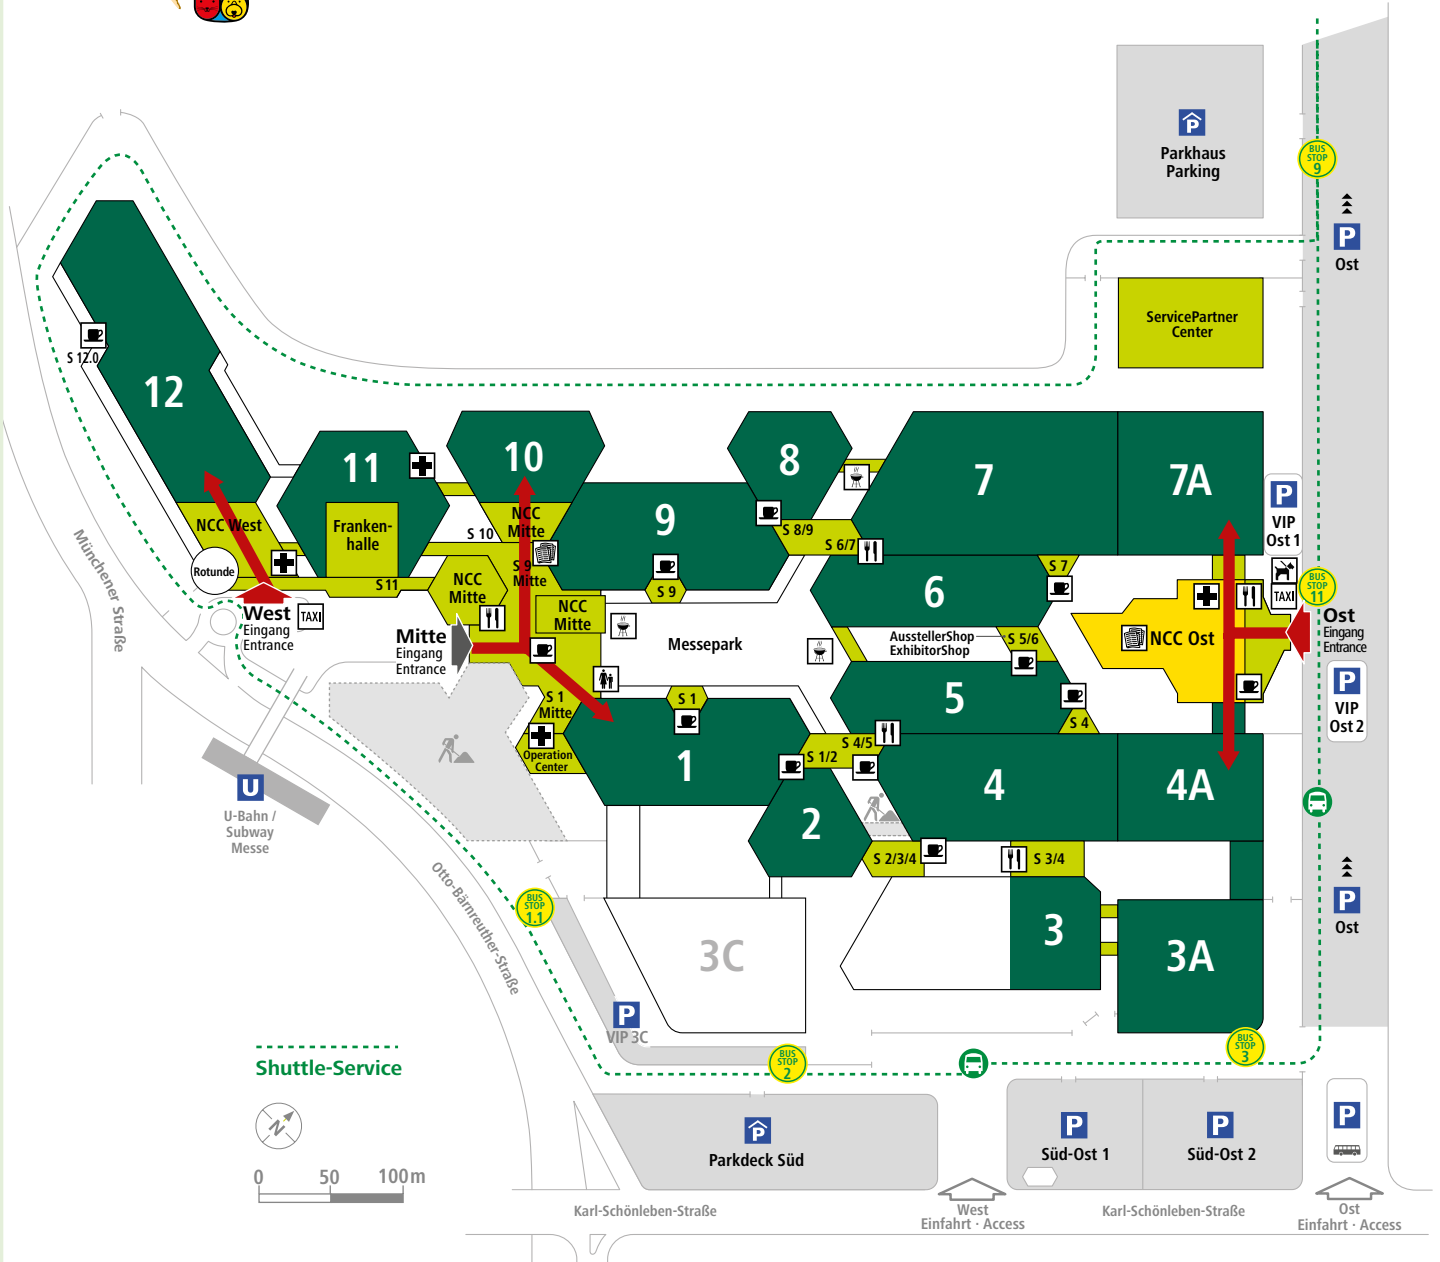 Parkhaus
Parking
BUS
STOP
9
P
Ost
ServicePartner
Center
S 12.0
12
11
10
8
7
7A
9
NCC West
Franken-
halle
S 10
NCC
Mitte
S 8/9
S 6/7
P
VIP
Ost 1
Rotunde
S 11
NCC
Mitte
S 9
Mitte
S 9
NCC
Mitte
6
S 7
TAXI
BUS
STOP
11
West
Eingang
Entrance
TAXI
Mitte
Eingang
Entrance
Messepark
AusstellerShop
ExhibitorShop
S 5/6
NCC Ost
Ost
Eingang
Entrance
Münchener Straße
S 1
Mitte
S 1
5
S 4
P
VIP
Ost 2
Operation
Center
1
S 1/2
S 4/5
4
4A
U
U-Bahn /
Subway
Messe
2
S 2/3/4
S 3/4
Otto-Bärnreuther-Straße
BUS
STOP
1.1
3C
3
3A
P
Ost
P
VIP 3C
BUS
STOP
2
BUS
STOP
3
Shuttle-Service
N
0 50 100 m
P
Parkdeck Süd
P
Süd-Ost 1
P
Süd-Ost 2
P
Karl-Schönleben-Straße
West
Einfahrt · Access
Karl-Schönleben-Straße
Ost
Einfahrt · Access